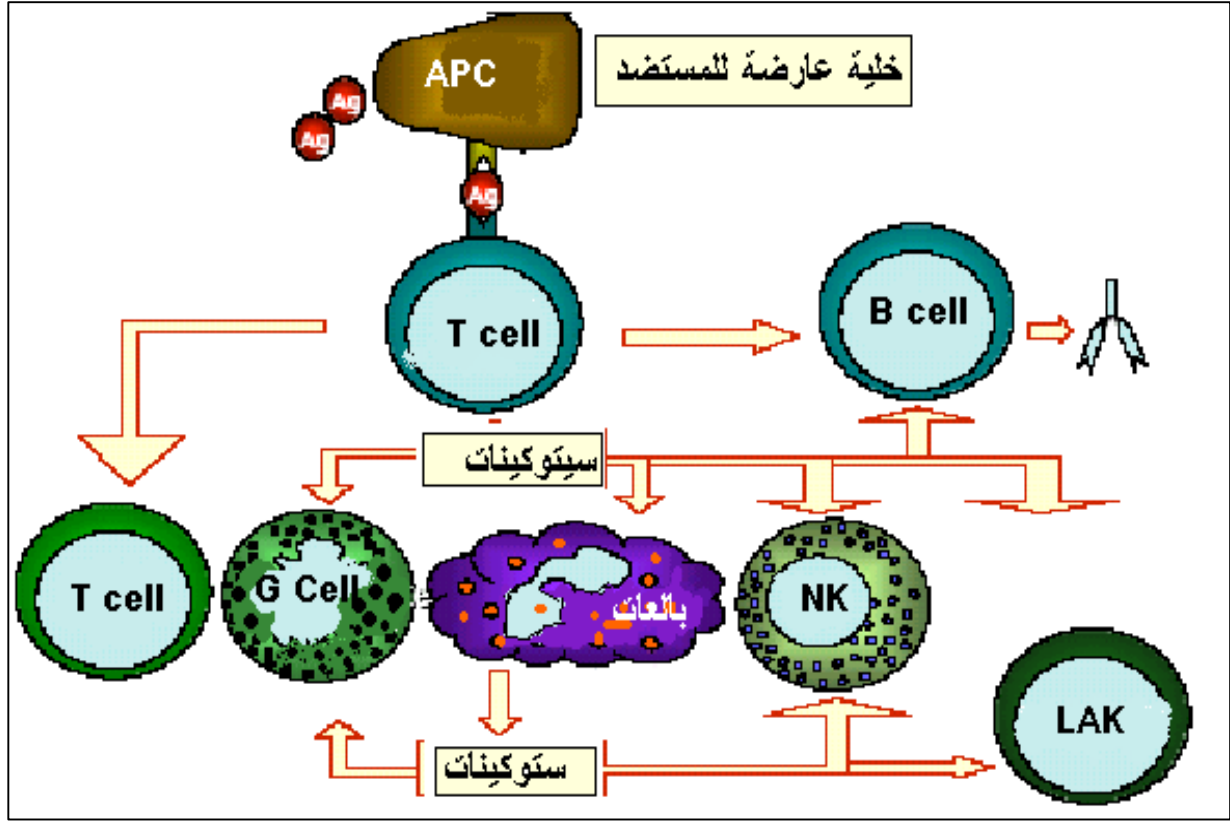 APC
خلية عارضة للمستضد
Ag
Ag
Ag
T cell
B cell
سيتوكينات
T cell
G Cell
بالعات
NK
LAK
ستوكينات